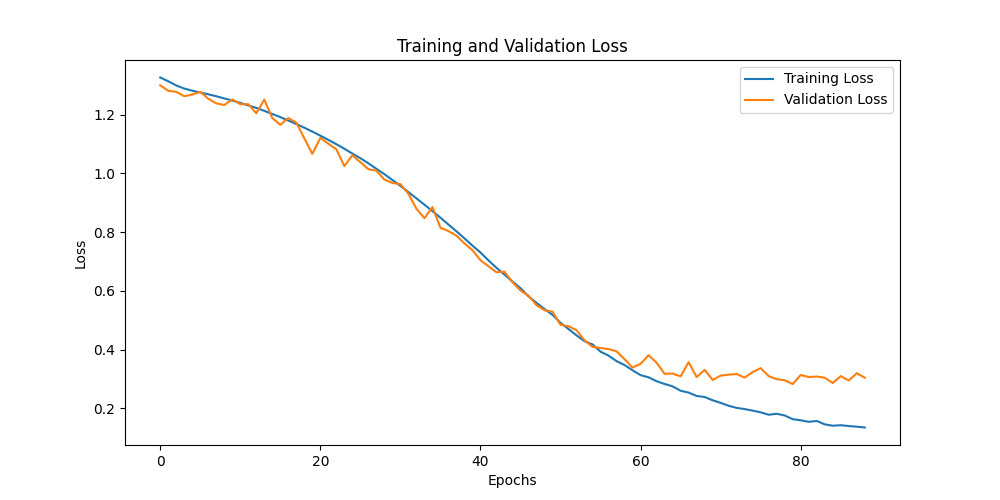 Training and Validation Loss
Training Loss
Validation Loss
1.2
1.0
0.8
0.6
0.4
0.2
Loss
0 20 40 60 80
Epochs